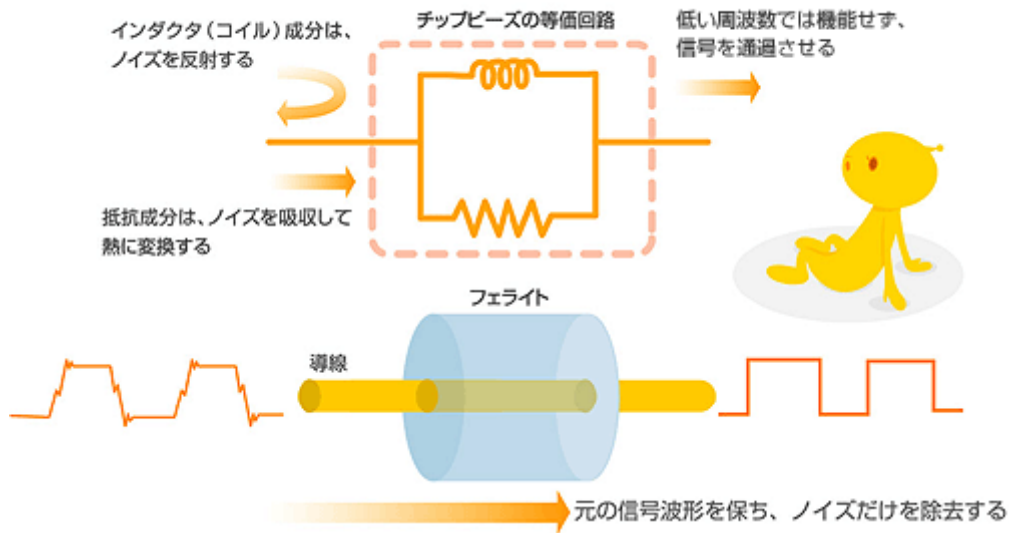 インダクタ(コイル)成分は、
ノイズを反射する
チップビーズの等価回路
低い周波数では機能せず、
信号を通過させる
抵抗成分は、ノイズを吸収して
熱に変換する
フェライト
導線
元の信号波形を保ち、ノイズだけを除去する